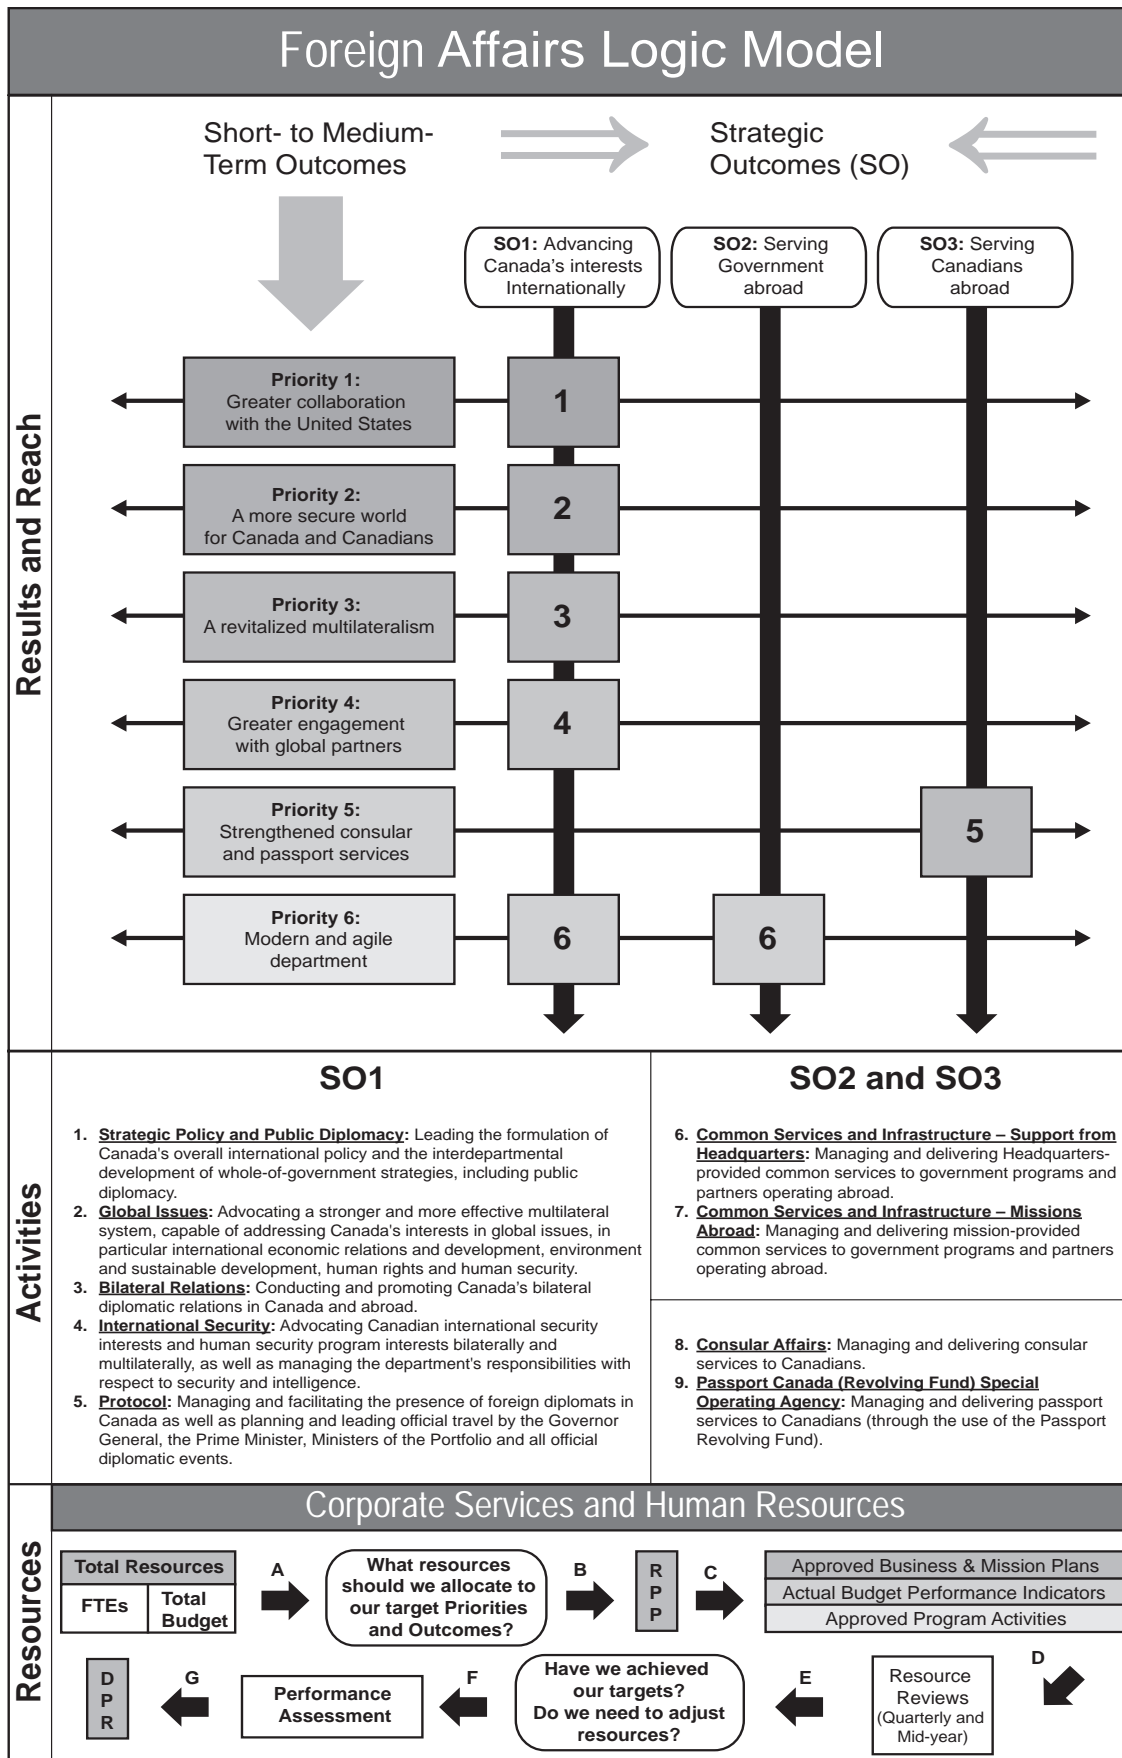 Foreign Affairs Logic Model
Results and Reach
Short- to Medium-
Term Outcomes
Strategic
Outcomes (SO)
SO1: Advancing
Canada's interests
Internationally
SO2: Serving
Government
abroad
SO3: Serving
Canadians
abroad
Priority 1:
Greater collaboration
with the United States
1
Priority 2:
A more secure world
for Canada and Canadians
2
Priority 3:
A revitalized multilateralism
3
Priority 4:
Greater engagement
with global partners
4
Priority 5:
Strengthened consular
and passport services
5
Priority 6:
Modern and agile
department
6
6
Activities
SO1
1. Strategic Policy and Public Diplomacy: Leading the formulation of
Canada's overall international policy and the interdepartmental
development of whole-of-government strategies, including public
diplomacy.
2. Global Issues: Advocating a stronger and more effective multilateral
system, capable of addressing Canada's interests in global issues, in
particular international economic relations and development, environment
and sustainable development, human rights and human security.
3. Bilateral Relations: Conducting and promoting Canada's bilateral
diplomatic relations in Canada and abroad.
4. International Security: Advocating Canadian international security
interests and human security program interests bilaterally and
multilaterally, as well as managing the department's responsibilities with
respect to security and intelligence.
5. Protocol: Managing and facilitating the presence of foreign diplomats in
Canada as well as planning and leading official travel by the Governor
General, the Prime Minister, Ministers of the Portfolio and all official
diplomatic events.
SO2 and SO3
6. Common Services and Infrastructure – Support from
Headquarters: Managing and delivering Headquarters-
provided common services to government programs and
partners operating abroad.
7. Common Services and Infrastructure – Missions
Abroad: Managing and delivering mission-provided
common services to government programs and partners
operating abroad.
8. Consular Affairs: Managing and delivering consular
services to Canadians.
9. Passport Canada (Revolving Fund) Special
Operating Agency: Managing and delivering passport
services to Canadians (through the use of the Passport
Revolving Fund).
Resources
Corporate Services and Human Resources
Total Resources
FTEs
Total
Budget
A
What resources
should we allocate to
our target Priorities
and Outcomes?
B
R
P
P
C
Approved Business & Mission Plans
Actual Budget Performance Indicators
Approved Program Activities
D
Resource
Reviews
(Quarterly and
Mid-year)
E
Have we achieved
our targets?
Do we need to adjust
resources?
F
Performance
Assessment
G
D
P
R